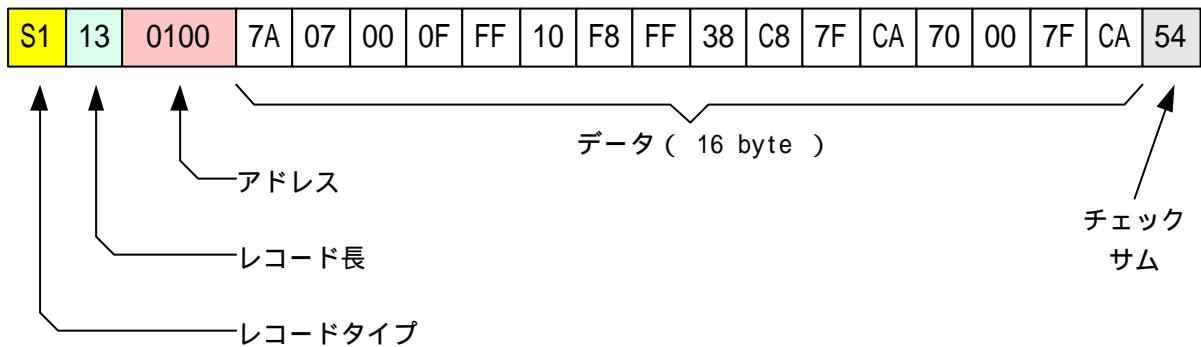 S1 13 0100 7A 07 00 0F FF 10 F8 FF 38 C8 7F CA 70 00 7F CA 54
データ( 16 byte )
アドレス
チェック
サム
レコード長
レコードタイプ